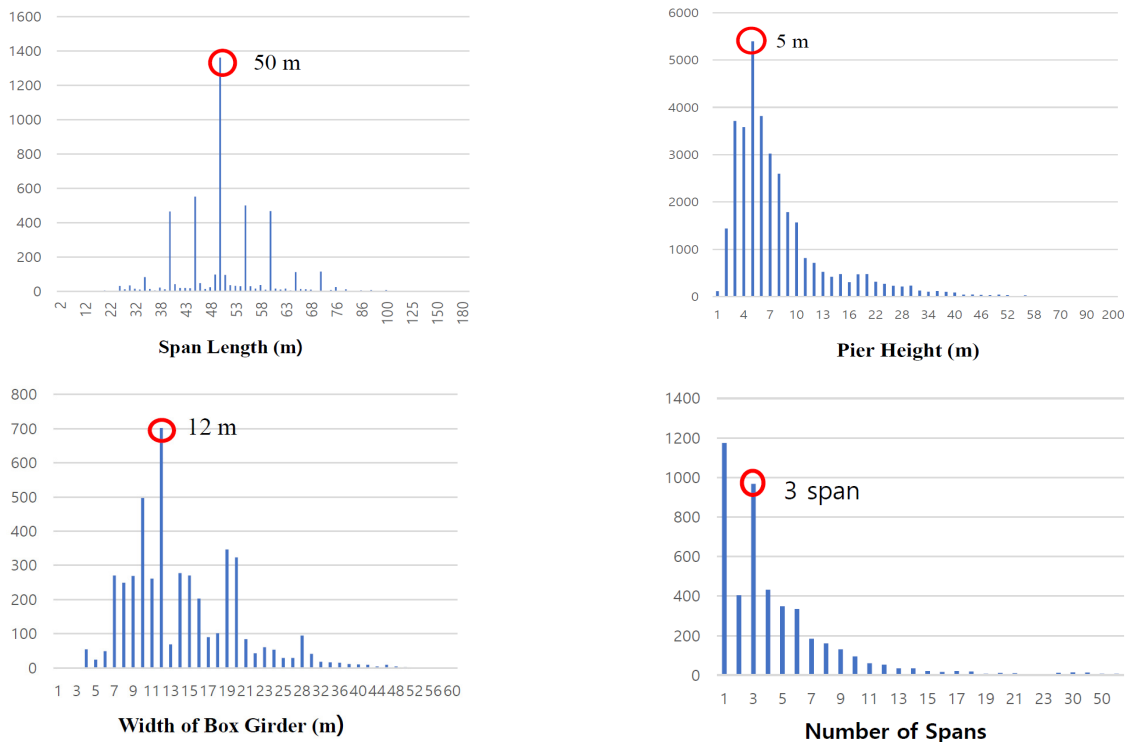 1600
1400
1200
1000
800
600
400
200
0
50 m
2 12 22 32 38 43 48 54 58 63 68 76 100 125 150 180
Span Length (m)
6000
5000
4000
3000
2000
1000
0
5 m
1 4 7 10 13 16 22 28 34 40 46 52 58 70 90 200
Pier Height (m)
800
700
600
500
400
300
200
100
0
12 m
1 3 5 7 9 11 13 15 17 19 21 23 25 28 32 36 40 44 48 52 56 60
Width of Box Girder (m)
1400
1200
1000
800
600
400
200
0
3 span
1 3 5 7 9 11 13 15 17 19 21 23 30 50
Number of Spans